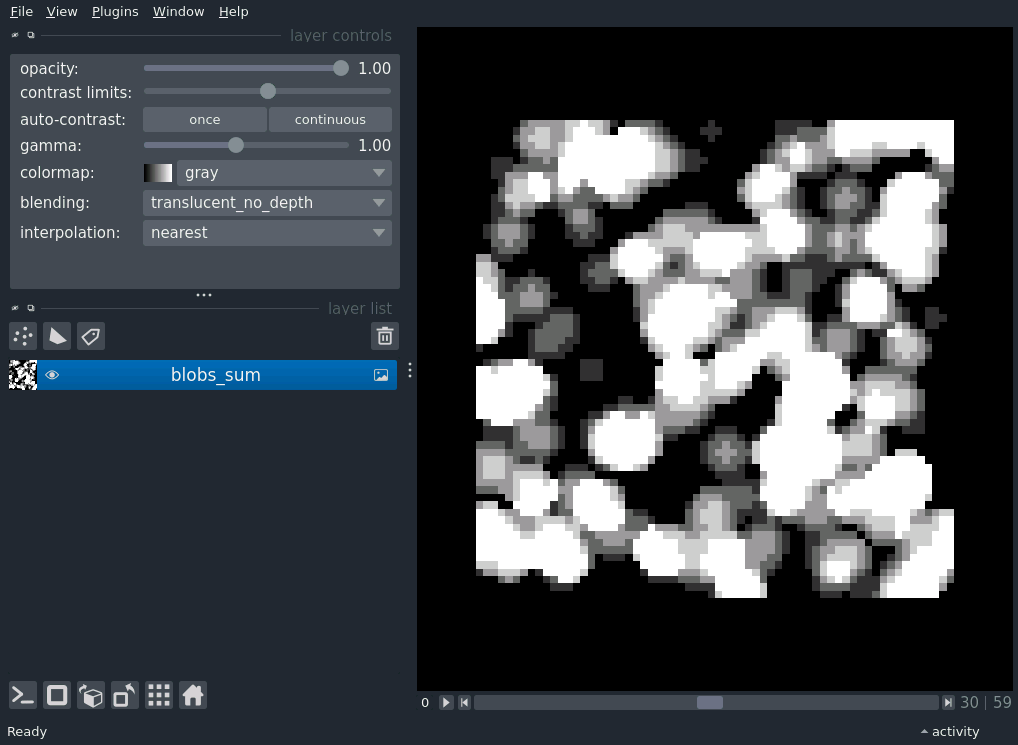 File View Plugins Window Help
layer controls
opacity: 1.00
contrast limits:
auto-contrast: once continuous
gamma: 1.00
colormap: gray
blending: translucent_no_depth
interpolation: nearest
layer list
blobs_sum
0 30 | 59
Ready activity